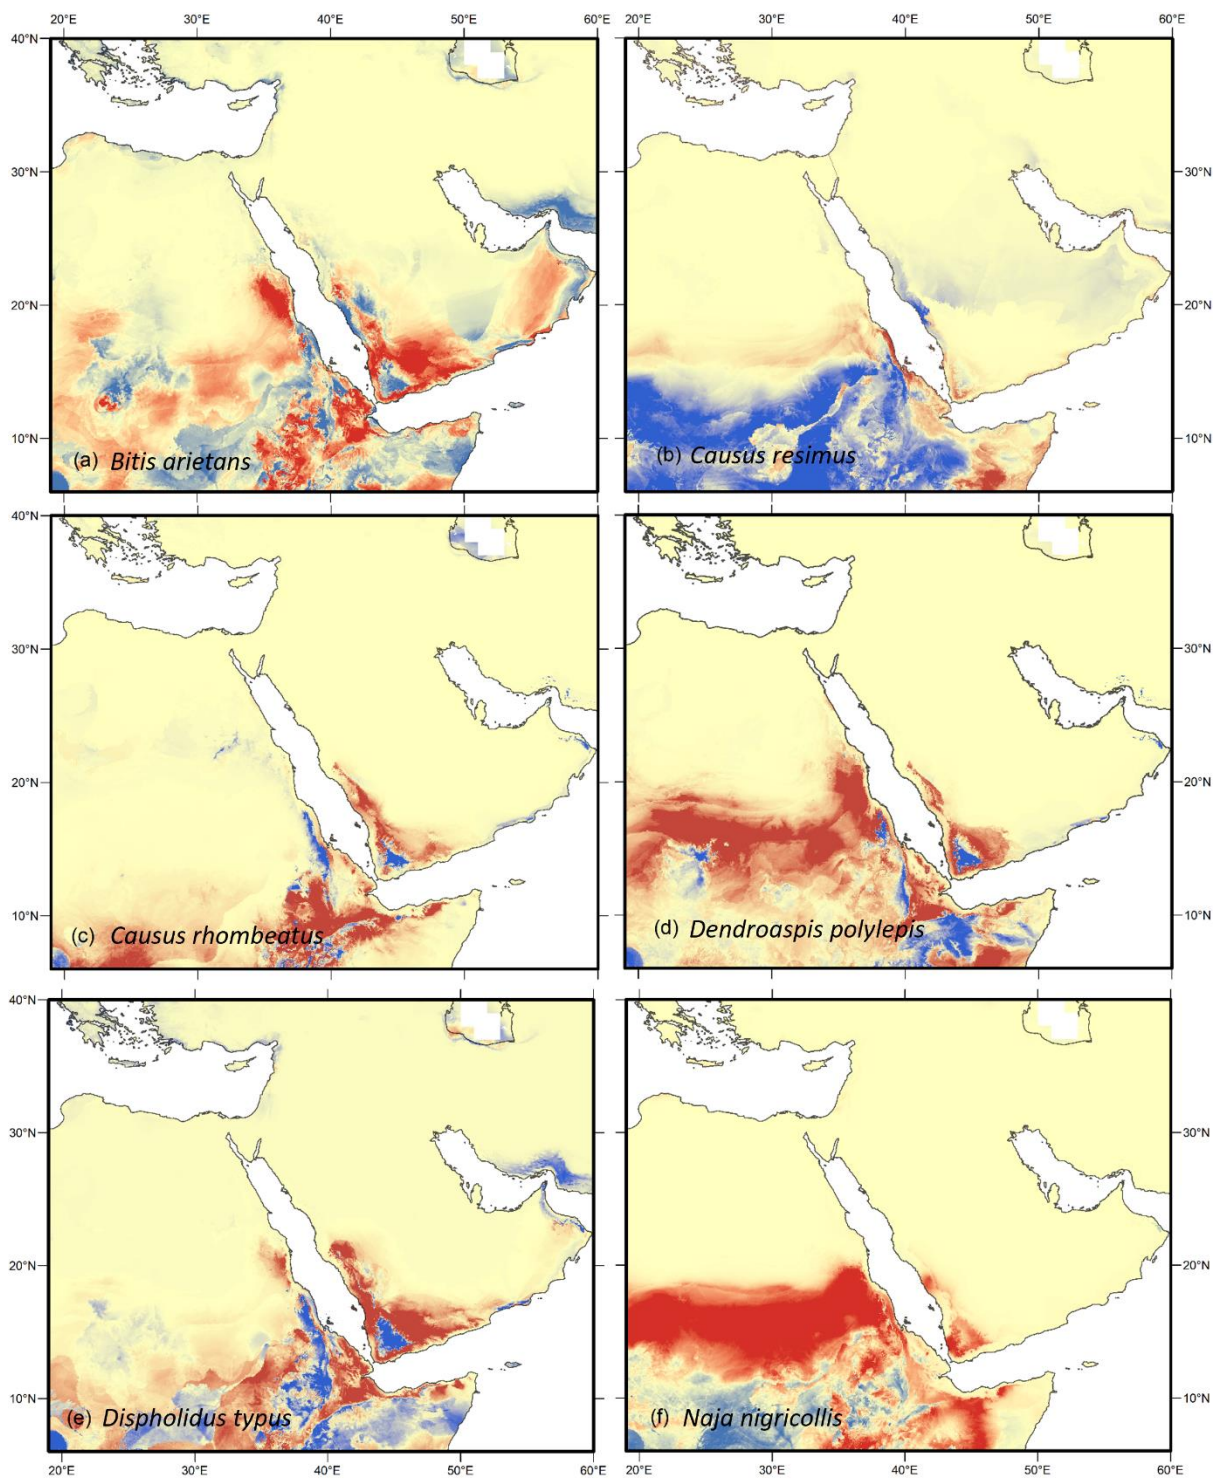 20°E 30°E 40°E 50°E 60°E 20°E 30°E 40°E 50°E 60°E
40°N
30°N 30°N
20°N 20°N
10°N 10°N
(a) Bitis arietans (b) Causus resimus
40°N
30°N 30°N
20°N 20°N
10°N 10°N
(c) Causus rhombeatus (d) Dendroaspis polylepis
40°N
30°N 30°N
20°N 20°N
10°N 10°N
(e) Dispholidus typus (f) Naja nigricollis
20°E 30°E 40°E 50°E 60°E 20°E 30°E 40°E 50°E 60°E